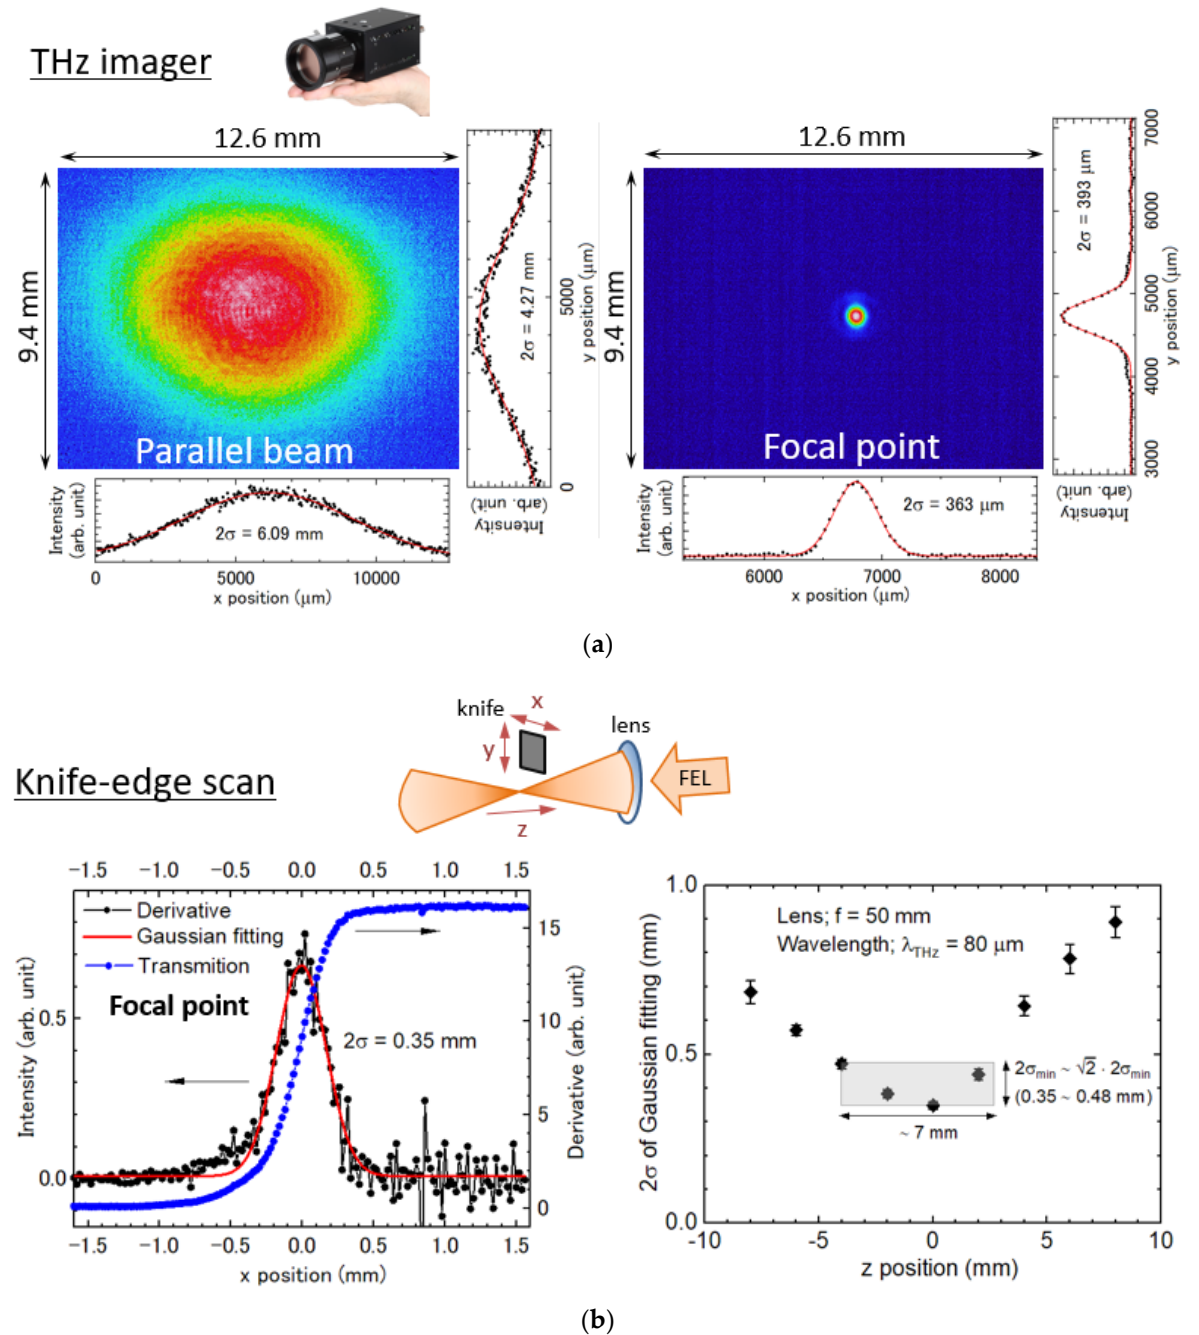 THz imager
12.6 mm
9.4 mm
Parallel beam
Intensity
(arb. unit)
2σ = 4.27 mm
0
5000
y position (μm)
Intensity
(arb. unit)
2σ = 6.09 mm
0 5000 10000
x position (μm)
12.6 mm
9.4 mm
Focal point
Intensity
(arb. unit)
2σ = 393 μm
3000
4000
5000
6000
7000
y position (μm)
Intensity
(arb. unit)
2σ = 363 μm
6000 7000 8000
x position (μm)
(a)
Knife-edge scan
knife
x
y
z
lens
FEL
−1.5 −1.0 −0.5 0.0 0.5 1.0 1.5
Derivative
Gaussian fitting
Transmition
Focal point
2σ = 0.35 mm
Intensity (arb. unit)
0.5
0.0
15
10
5
0
Derivative (arb. unit)
−1.5 −1.0 −0.5 0.0 0.5 1.0 1.5
x position (mm)
2σ of Gaussian fitting (mm)
1.0
0.5
0.0
Lens; f = 50 mm
Wavelength; λTHz = 80 μm
2σmin ~ √2 · 2σmin
(0.35 ~ 0.48 mm)
~ 7 mm
-10 -5 0 5 10
z position (mm)
(b)